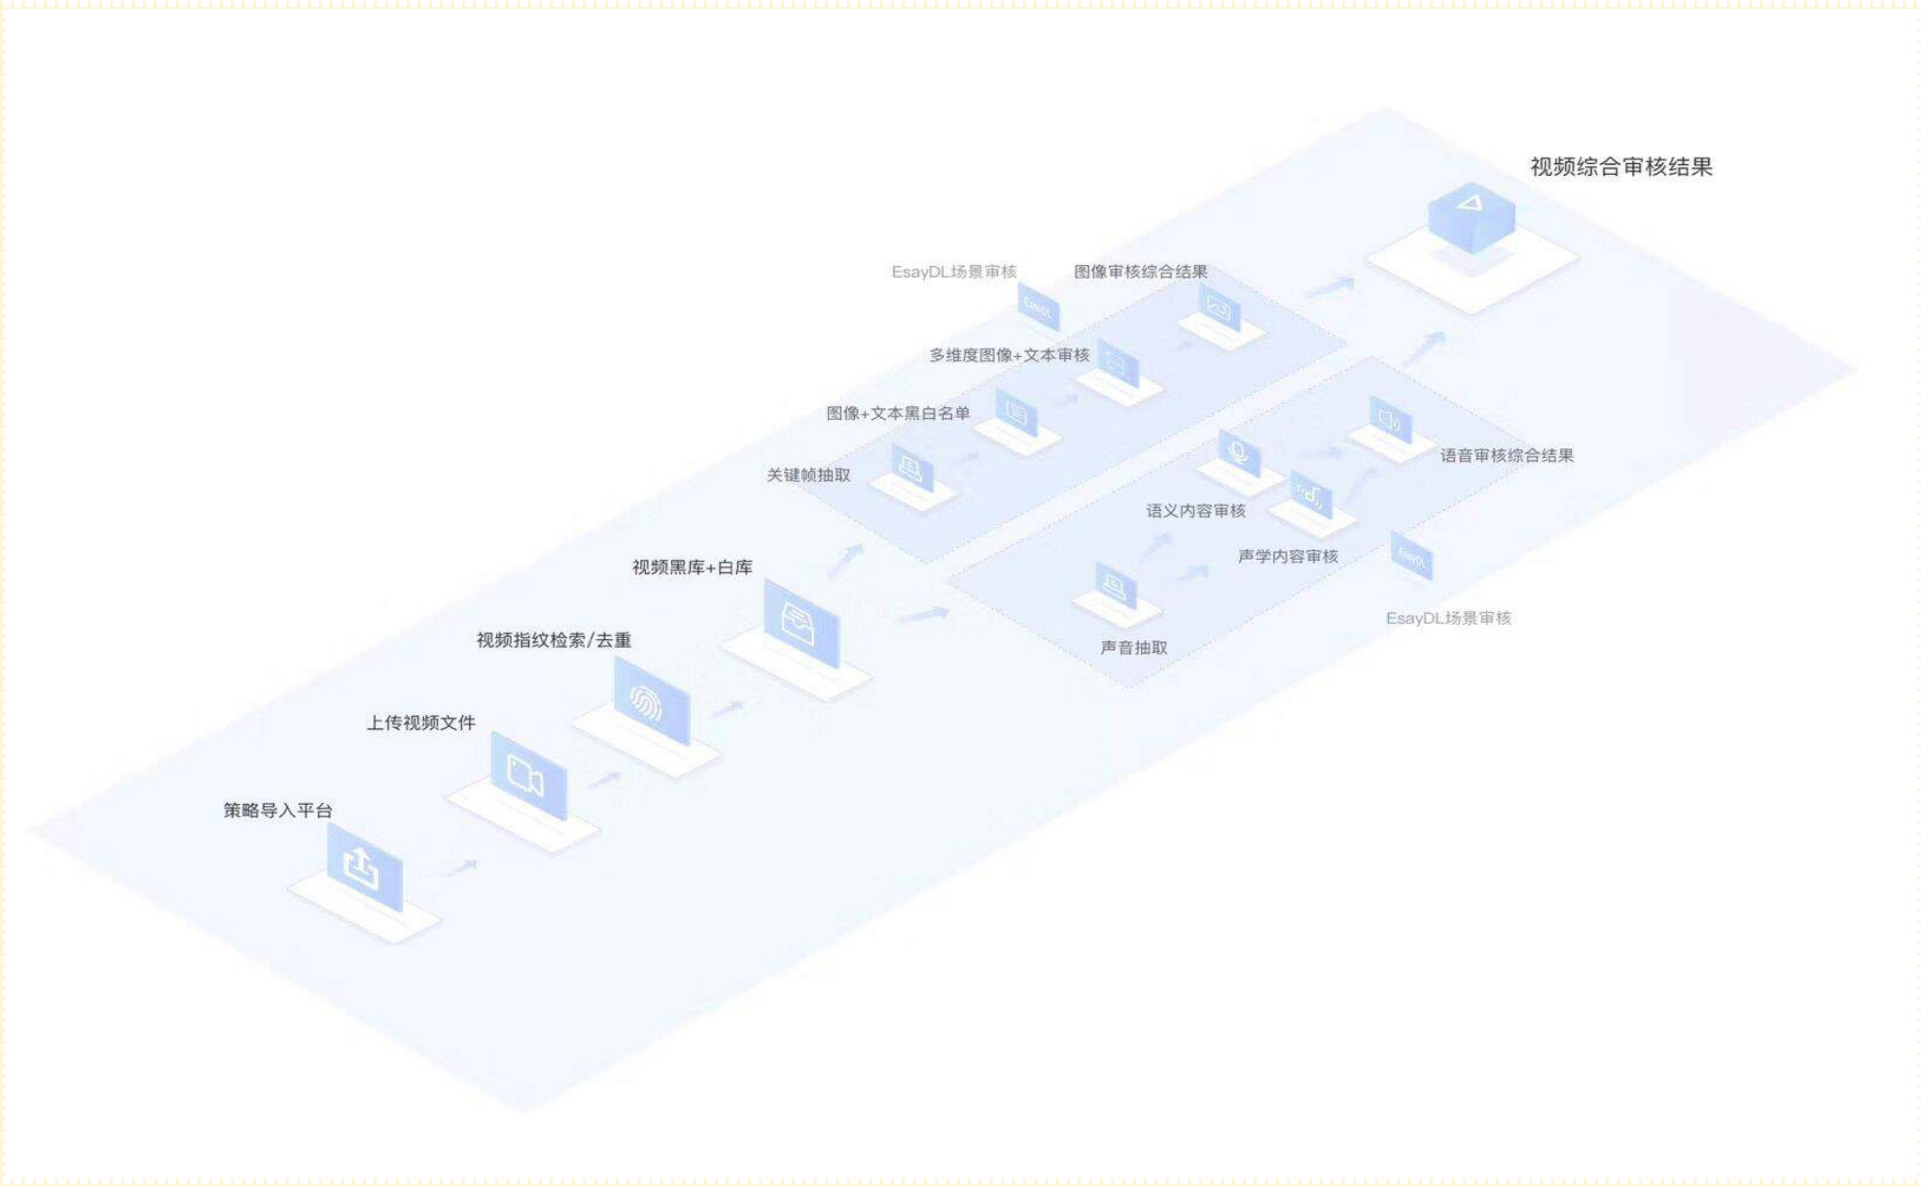 视频综合审核结果
EsayDL场景审核
图像审核综合结果
多维度图像+文本审核
图像+文本黑白名单
关键帧抽取
语音审核综合结果
语义内容审核
声学内容审核
EsayDL场景审核
声音抽取
视频黑库+白库
视频指纹检索/去重
上传视频文件
策略导入平台